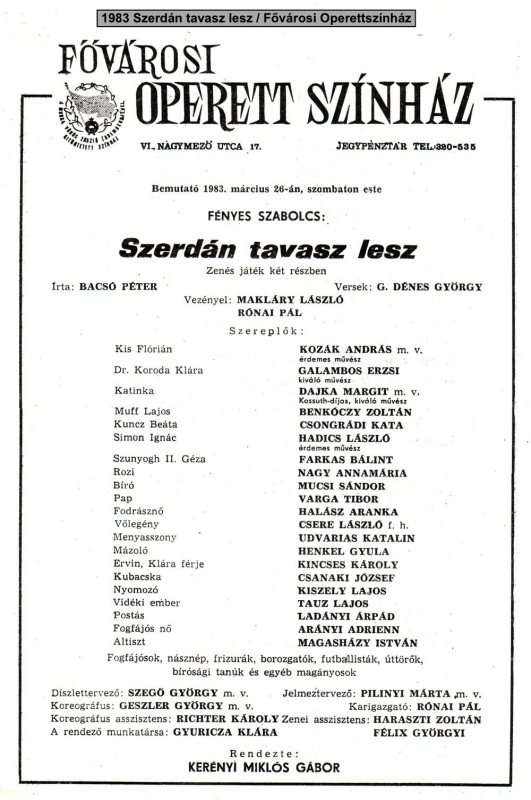 1983 Szerdán tavasz lesz / Fővárosi Operettszínház
FŐVÁROSI
OPERETT SZÍNHÁZ
VI., NAGYMEZŐ UTCA 17. JEGYPÉNZTÁR TEL.:320-535
Bemutató 1983. március 26-án, szombaton este
FÉNYES SZABOLCS:
Szerdán tavasz lesz
Zenés játék két részben
Írta: BACSÓ PÉTER Versek: G. DÉNES GYÖRGY
Vezényel: MAKLÁRY LÁSZLÓ
RÓNAI PÁL
Szereplők:
Kis Flórián KOZÁK ANDRÁS m. v.
érdemes művész
Dr. Koroda Klára GALAMBOS ERZSI
kiváló művész
Katinka DAJKA MARGIT m. v.
Kossuth-díjas, kiváló művész
Muff Lajos BENKÓCZY ZOLTÁN
Kuncz Beáta CSONGRÁDI KATA
Simon Ignác HADICS LÁSZLÓ
érdemes művész
Szunyogh II. Géza FARKAS BÁLINT
Rozi NAGY ANNAMÁRIA
Bíró MUCSI SÁNDOR
Pap VARGA TIBOR
Fodrásznő HALÁSZ ARANKA
Vőlegény CSERE LÁSZLÓ f. h.
Menyasszony UDVARIAS KATALIN
Mázoló HENKEL GYULA
Ervin, Klára férje KINCSES KÁROLY
Kubacska CSANAKI JÓZSEF
Nyomozó KISZELY LAJOS
Vidéki ember TAUZ LAJOS
Postás LADÁNYI ÁRPÁD
Fogfájós nő ARÁNYI ADRIENN
Altiszt MAGASHÁZY ISTVÁN
Fogfájósok, násznép, frizurák, borozgatók, futballisták, úttörők,
bírósági tanúk és egyéb magányosok
Díszlettervező: SZEGŐ GYÖRGY m. v. Jelmeztervező: PILINYI MÁRTA m. v.
Koreográfus: GESZLER GYÖRGY m. v. Karigazgató: RÓNAI PÁL
Koreográfus asszisztens: RICHTER KÁROLY Zenei asszisztens: HARASZTI ZOLTÁN
A rendező munkatársa: GYURICZA KLÁRA FÉLIX GYÖRGYI
Rendezte:
KERÉNYI MIKLÓS GÁBOR